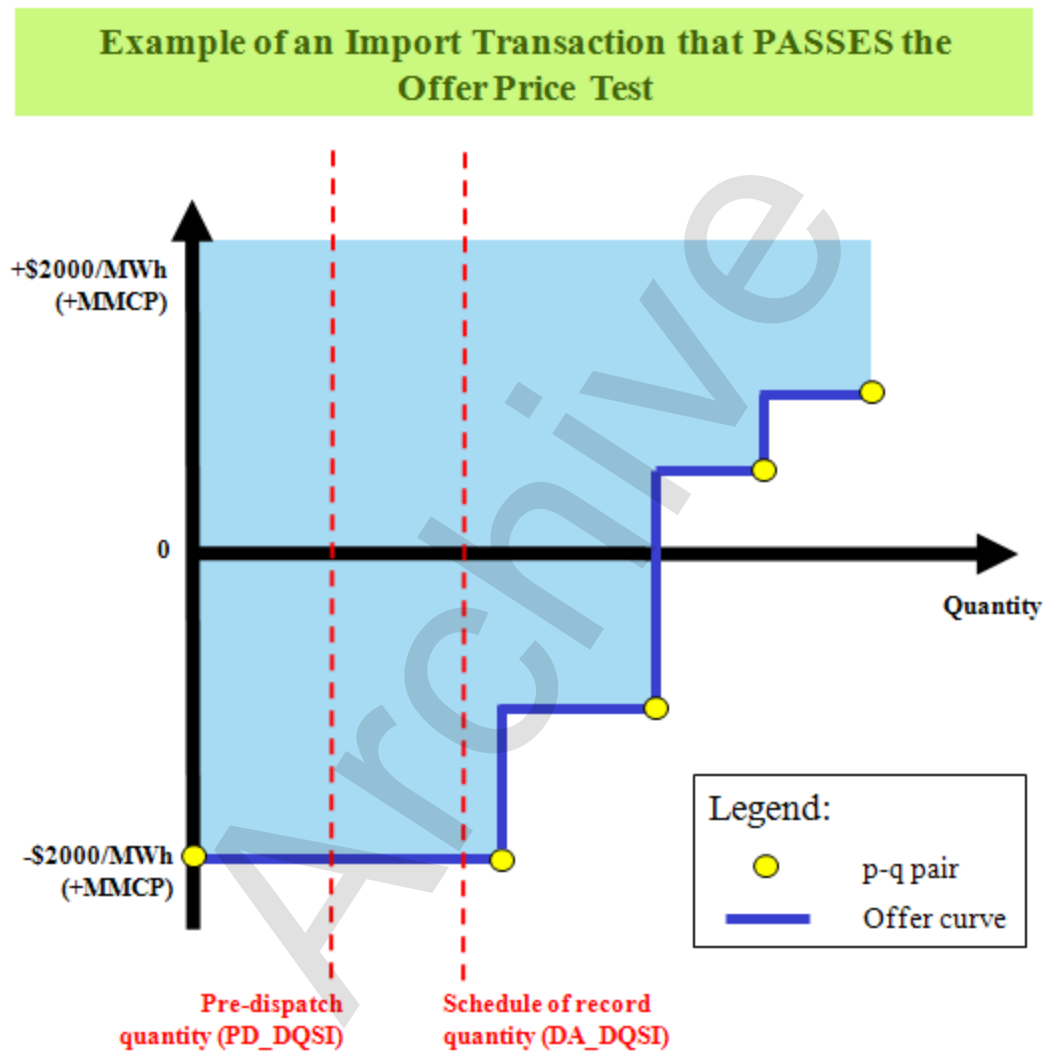 Example of an Import Transaction that PASSES the
Offer Price Test
+$2000/MWh
(+MMCP)
0
Quantity
-$2000/MWh
(+MMCP)
Legend:
p-q pair
Offer curve
Pre-dispatch
quantity (PD_DQSI)
Schedule of record
quantity (DA_DQSI)
Archive